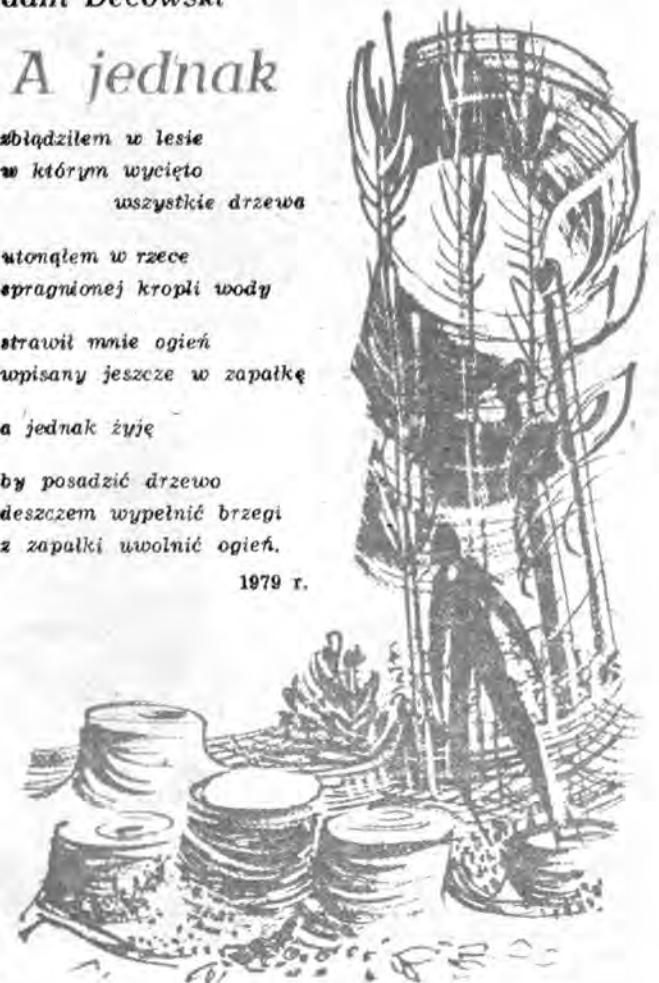 Decowski
A jednak
zbłądziłem w lesie
w którym wycięto
wszystkie drzewa
utonąłem w rzece
spragnionej kropli wody
strawił mnie ogień
wpisany jeszcze w zapałkę
a jednak żyję
by posadzić drzewo
deszczem wypełnić brzegi
z zapałki uwolnić ogień.
1979 r.